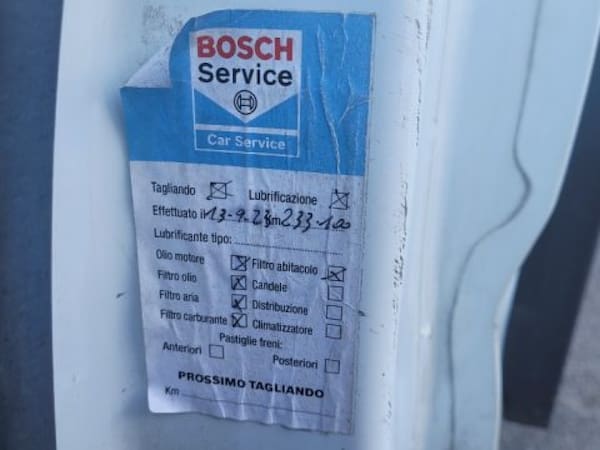 BOSCH
Service
Car Service
Tagliando Lubrificazione
Effettuato il 13-9-23 km 233.100
Lubrificante tipo:
Olio motore Filtro abitacolo
Filtro olio Candele
Filtro aria Distribuzione
Filtro carburante Climatizzatore
Pastiglie freni:
Anteriori Posteriori
PROSSIMO TAGLIANDO
Km